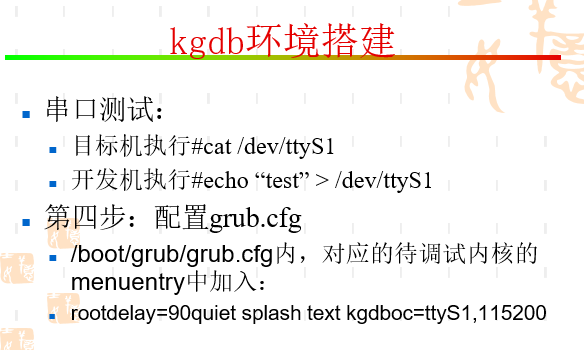 kgdb环境搭建
串口测试：
目标机执行#cat /dev/ttyS1
开发机执行#echo “test” > /dev/ttyS1
第四步：配置grub.cfg
/boot/grub/grub.cfg内，对应的待调试内核的
menuentry中加入：
rootdelay=90quiet splash text kgdboc=ttyS1,115200